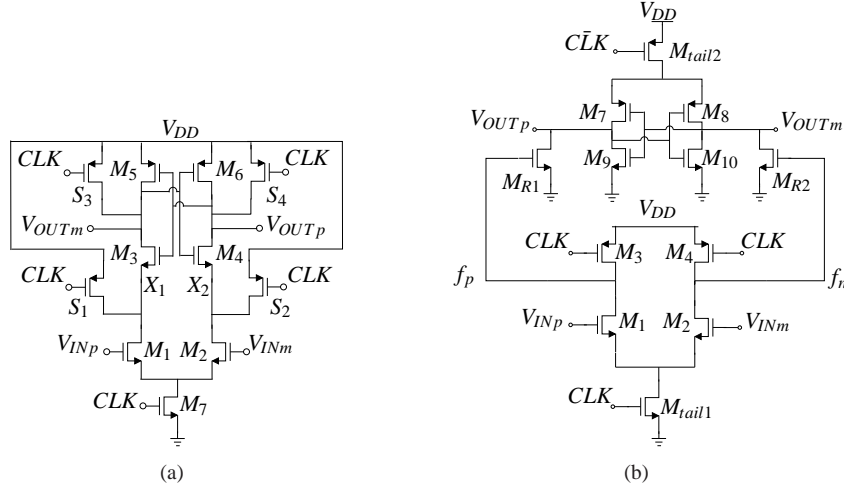 V_DD
CLK M_5 M_6 CLK
S_3 S_4
V_OUTm V_OUTp
M_3 M_4
CLK X_1 X_2 CLK
S_1 S_2
V_INp M_1 M_2 V_INm
CLK M_7
(a)
V_DD
CL̄K M_tail2
M_7 M_8
V_OUTp V_OUTm
M_9 M_10
M_R1 M_R2
V_DD
CLK M_3 M_4 CLK
f_p f_n
V_INp M_1 M_2 V_INm
CLK M_tail1
(b)